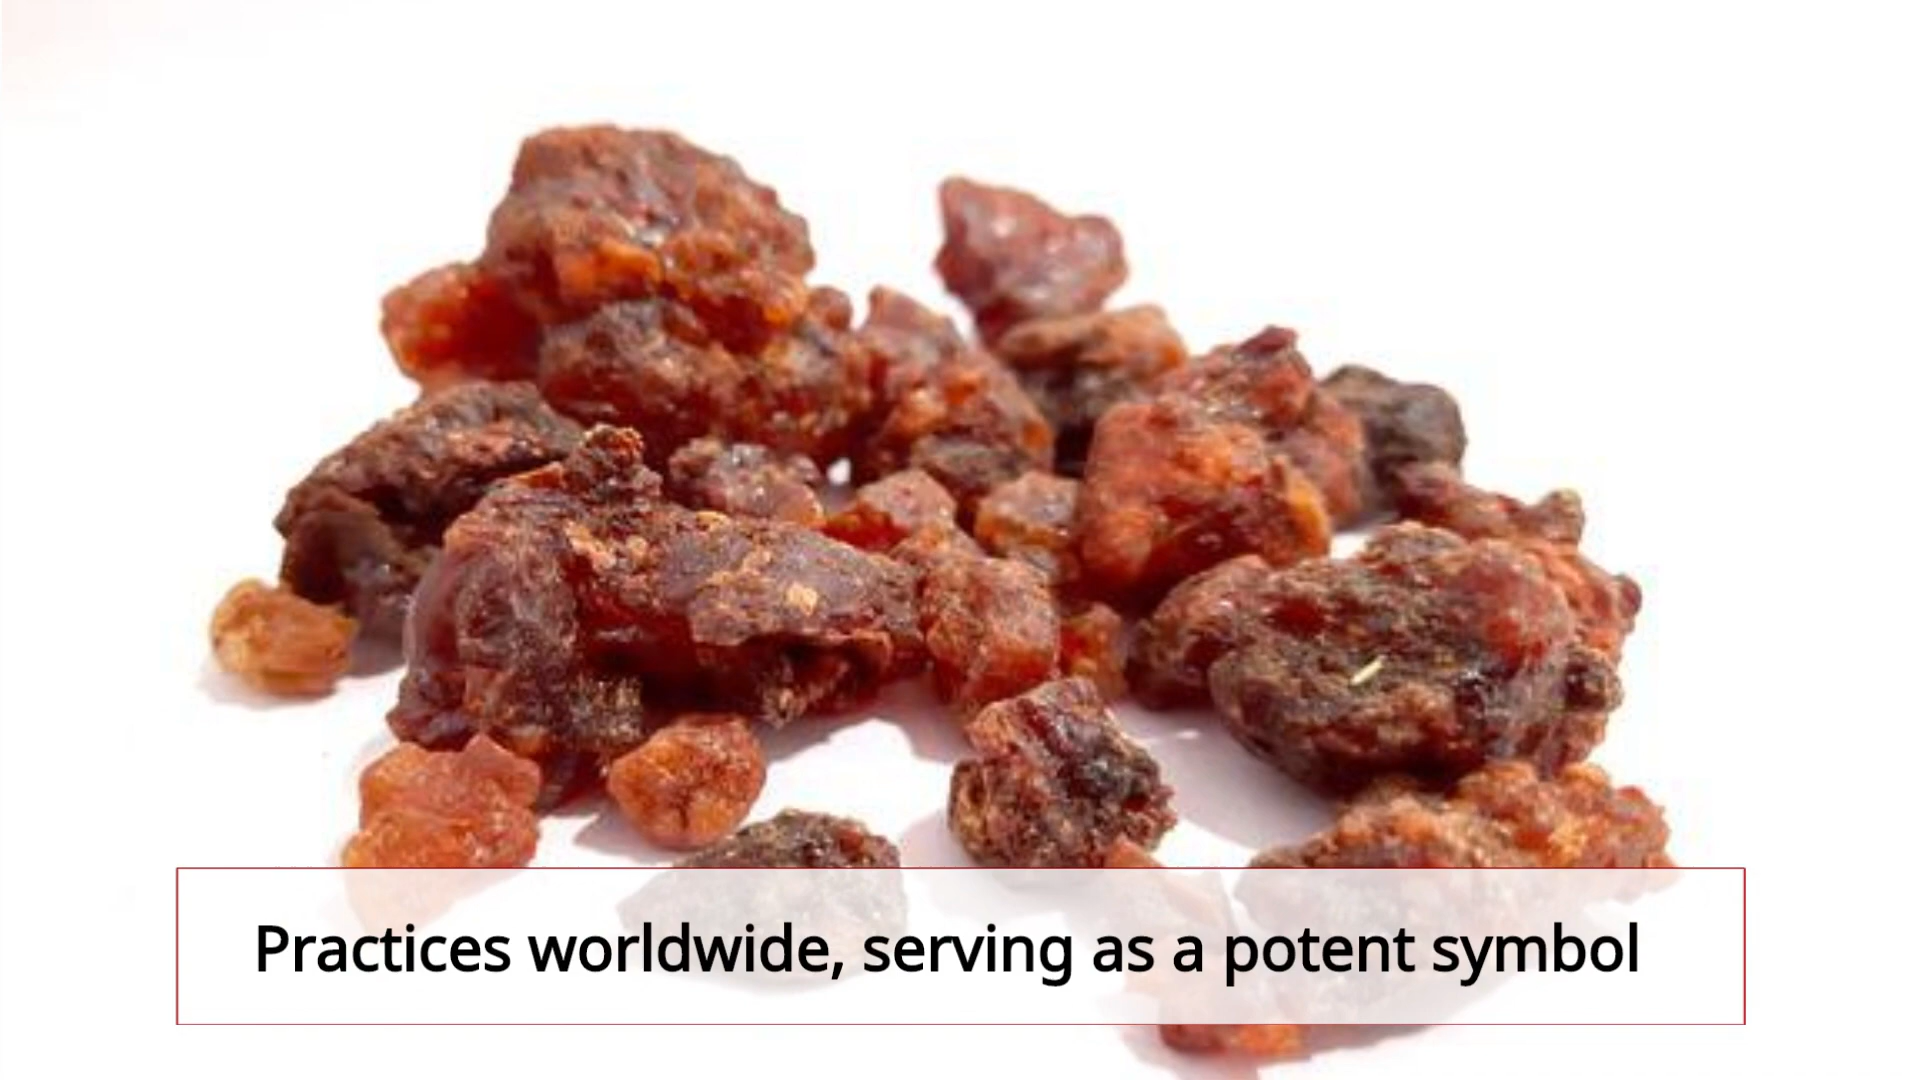 Practices worldwide, serving as a potent symbol